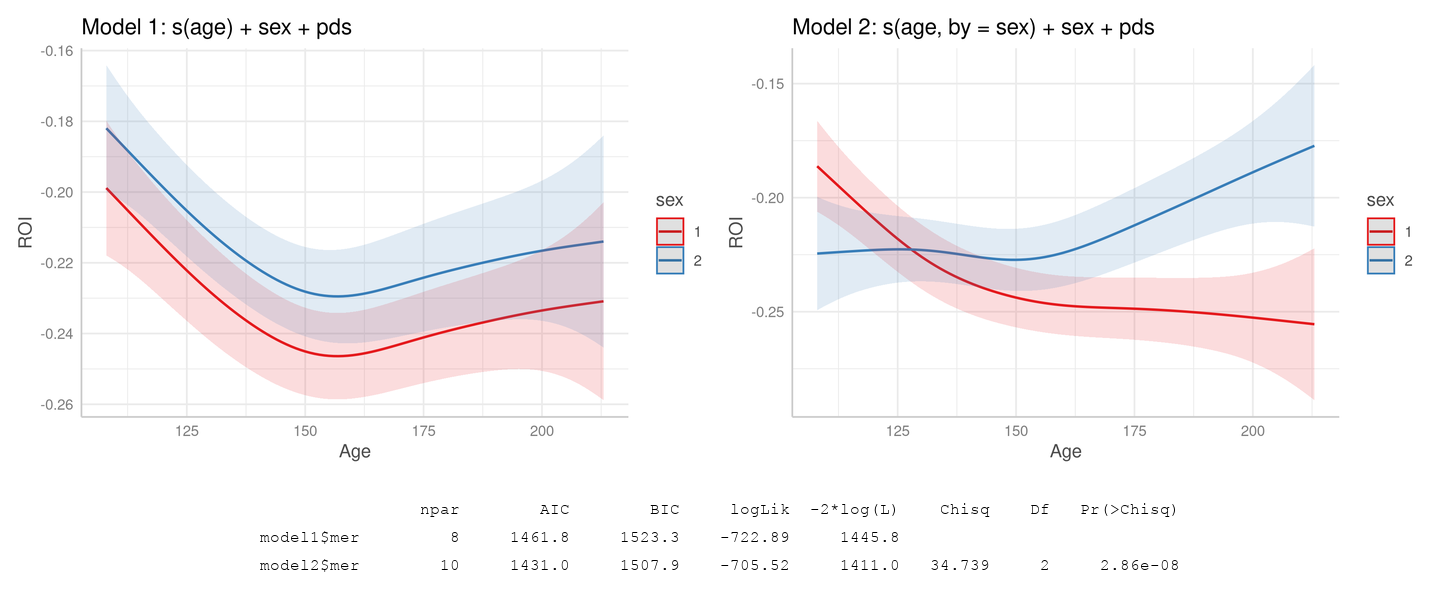 Model 1: s(age) + sex + pds
-0.16
-0.18
-0.20
-0.22
-0.24
-0.26
ROI
125 150 175 200
Age
sex
1
2
Model 2: s(age, by = sex) + sex + pds
-0.15
-0.20
-0.25
ROI
125 150 175 200
Age
sex
1
2
npar AIC BIC logLik -2*log(L) Chisq Df Pr(>Chisq)
model1$mer 8 1461.8 1523.3 -722.89 1445.8
model2$mer 10 1431.0 1507.9 -705.52 1411.0 34.739 2 2.86e-08